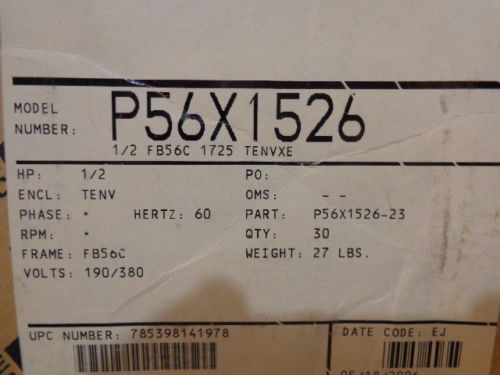 MODEL
NUMBER: P56X1526
1/2 FB56C 1725 TENVXE
HP: 1/2 PO:
ENCL: TENV OMS: - -
PHASE: * HERTZ: 60 PART: P56X1526-23
RPM: * QTY: 30
FRAME: FB56C WEIGHT: 27 LBS.
VOLTS: 190/380
UPC NUMBER: 785398141978 DATE CODE: EJ